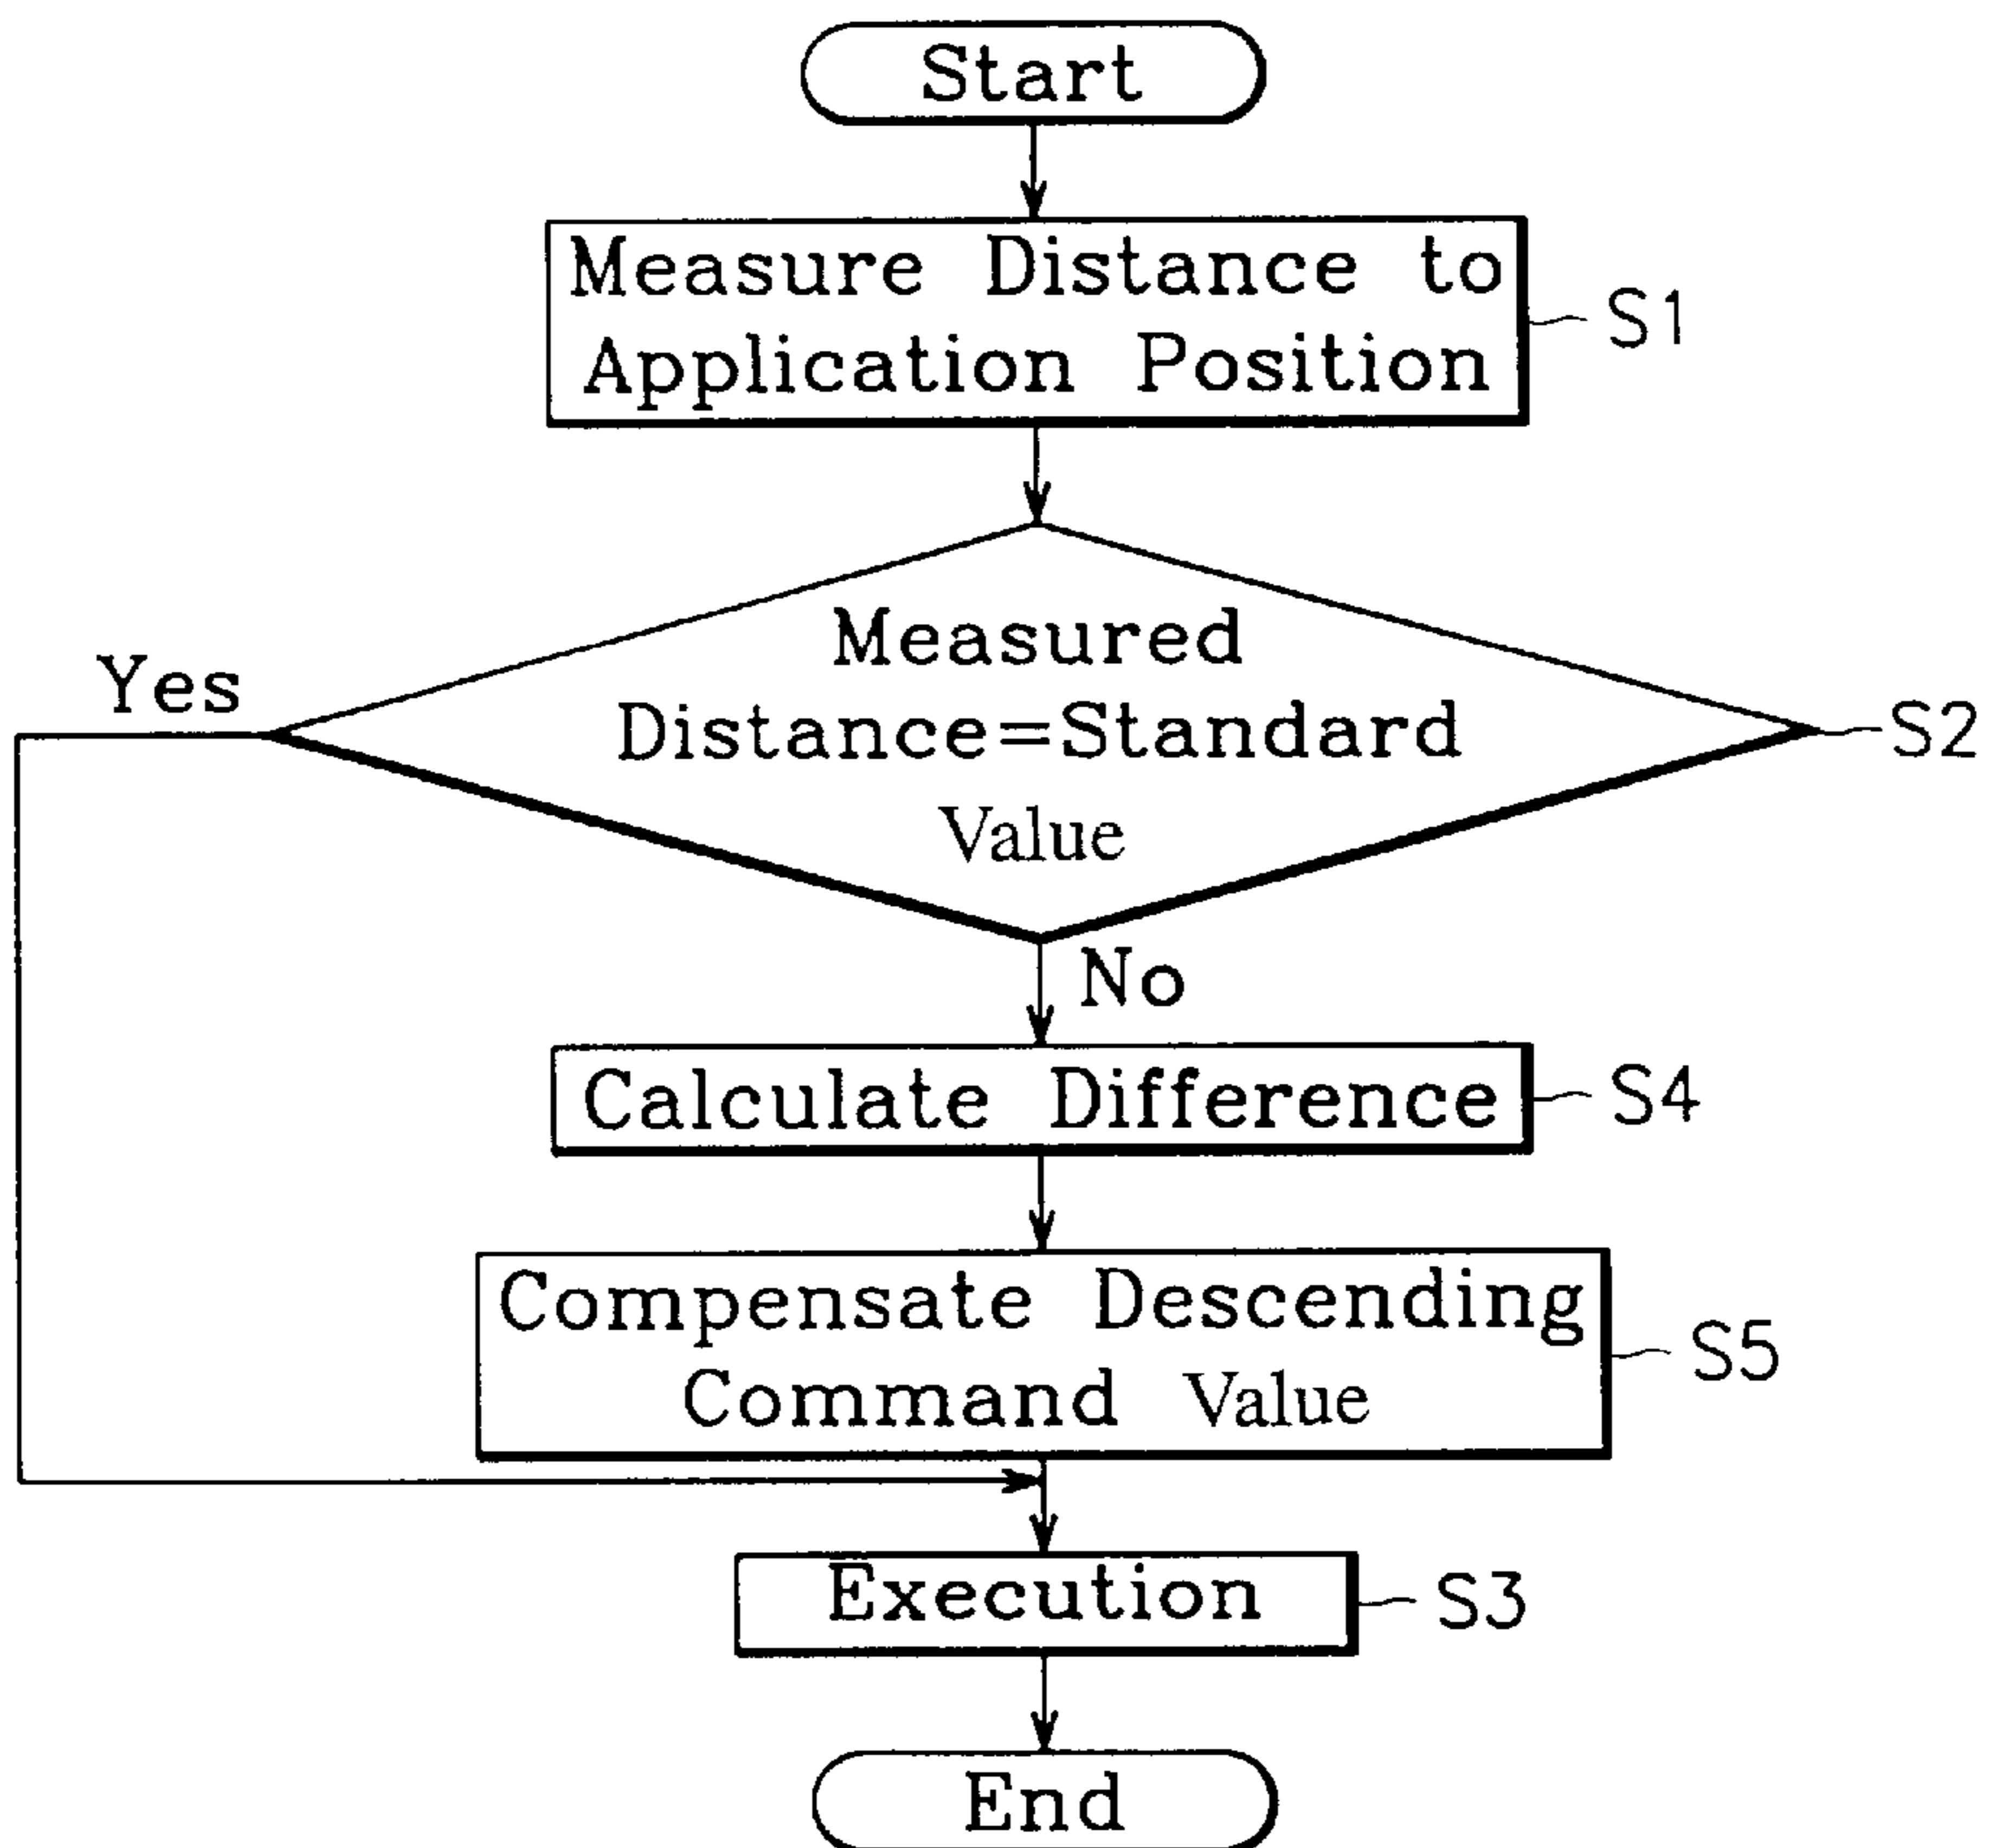 Start
Measure Distance to
Application Position
S1
Measured
Distance=Standard
Value
Yes
S2
No
Calculate Difference
S4
Compensate Descending
Command Value
S5
Execution
S3
End